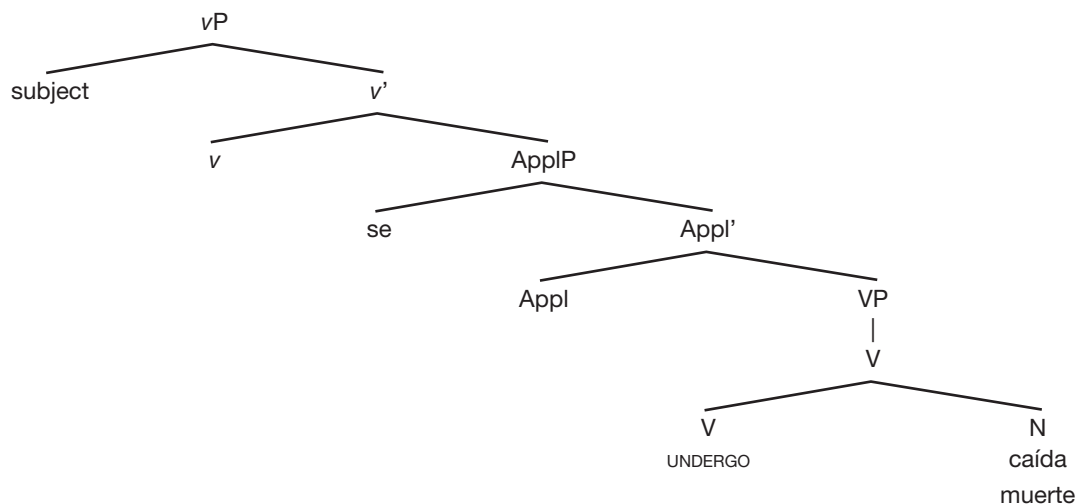 vP
subject v’
v ApplP
se Appl’
Appl VP
V
V N
UNDERGO caída
muerte